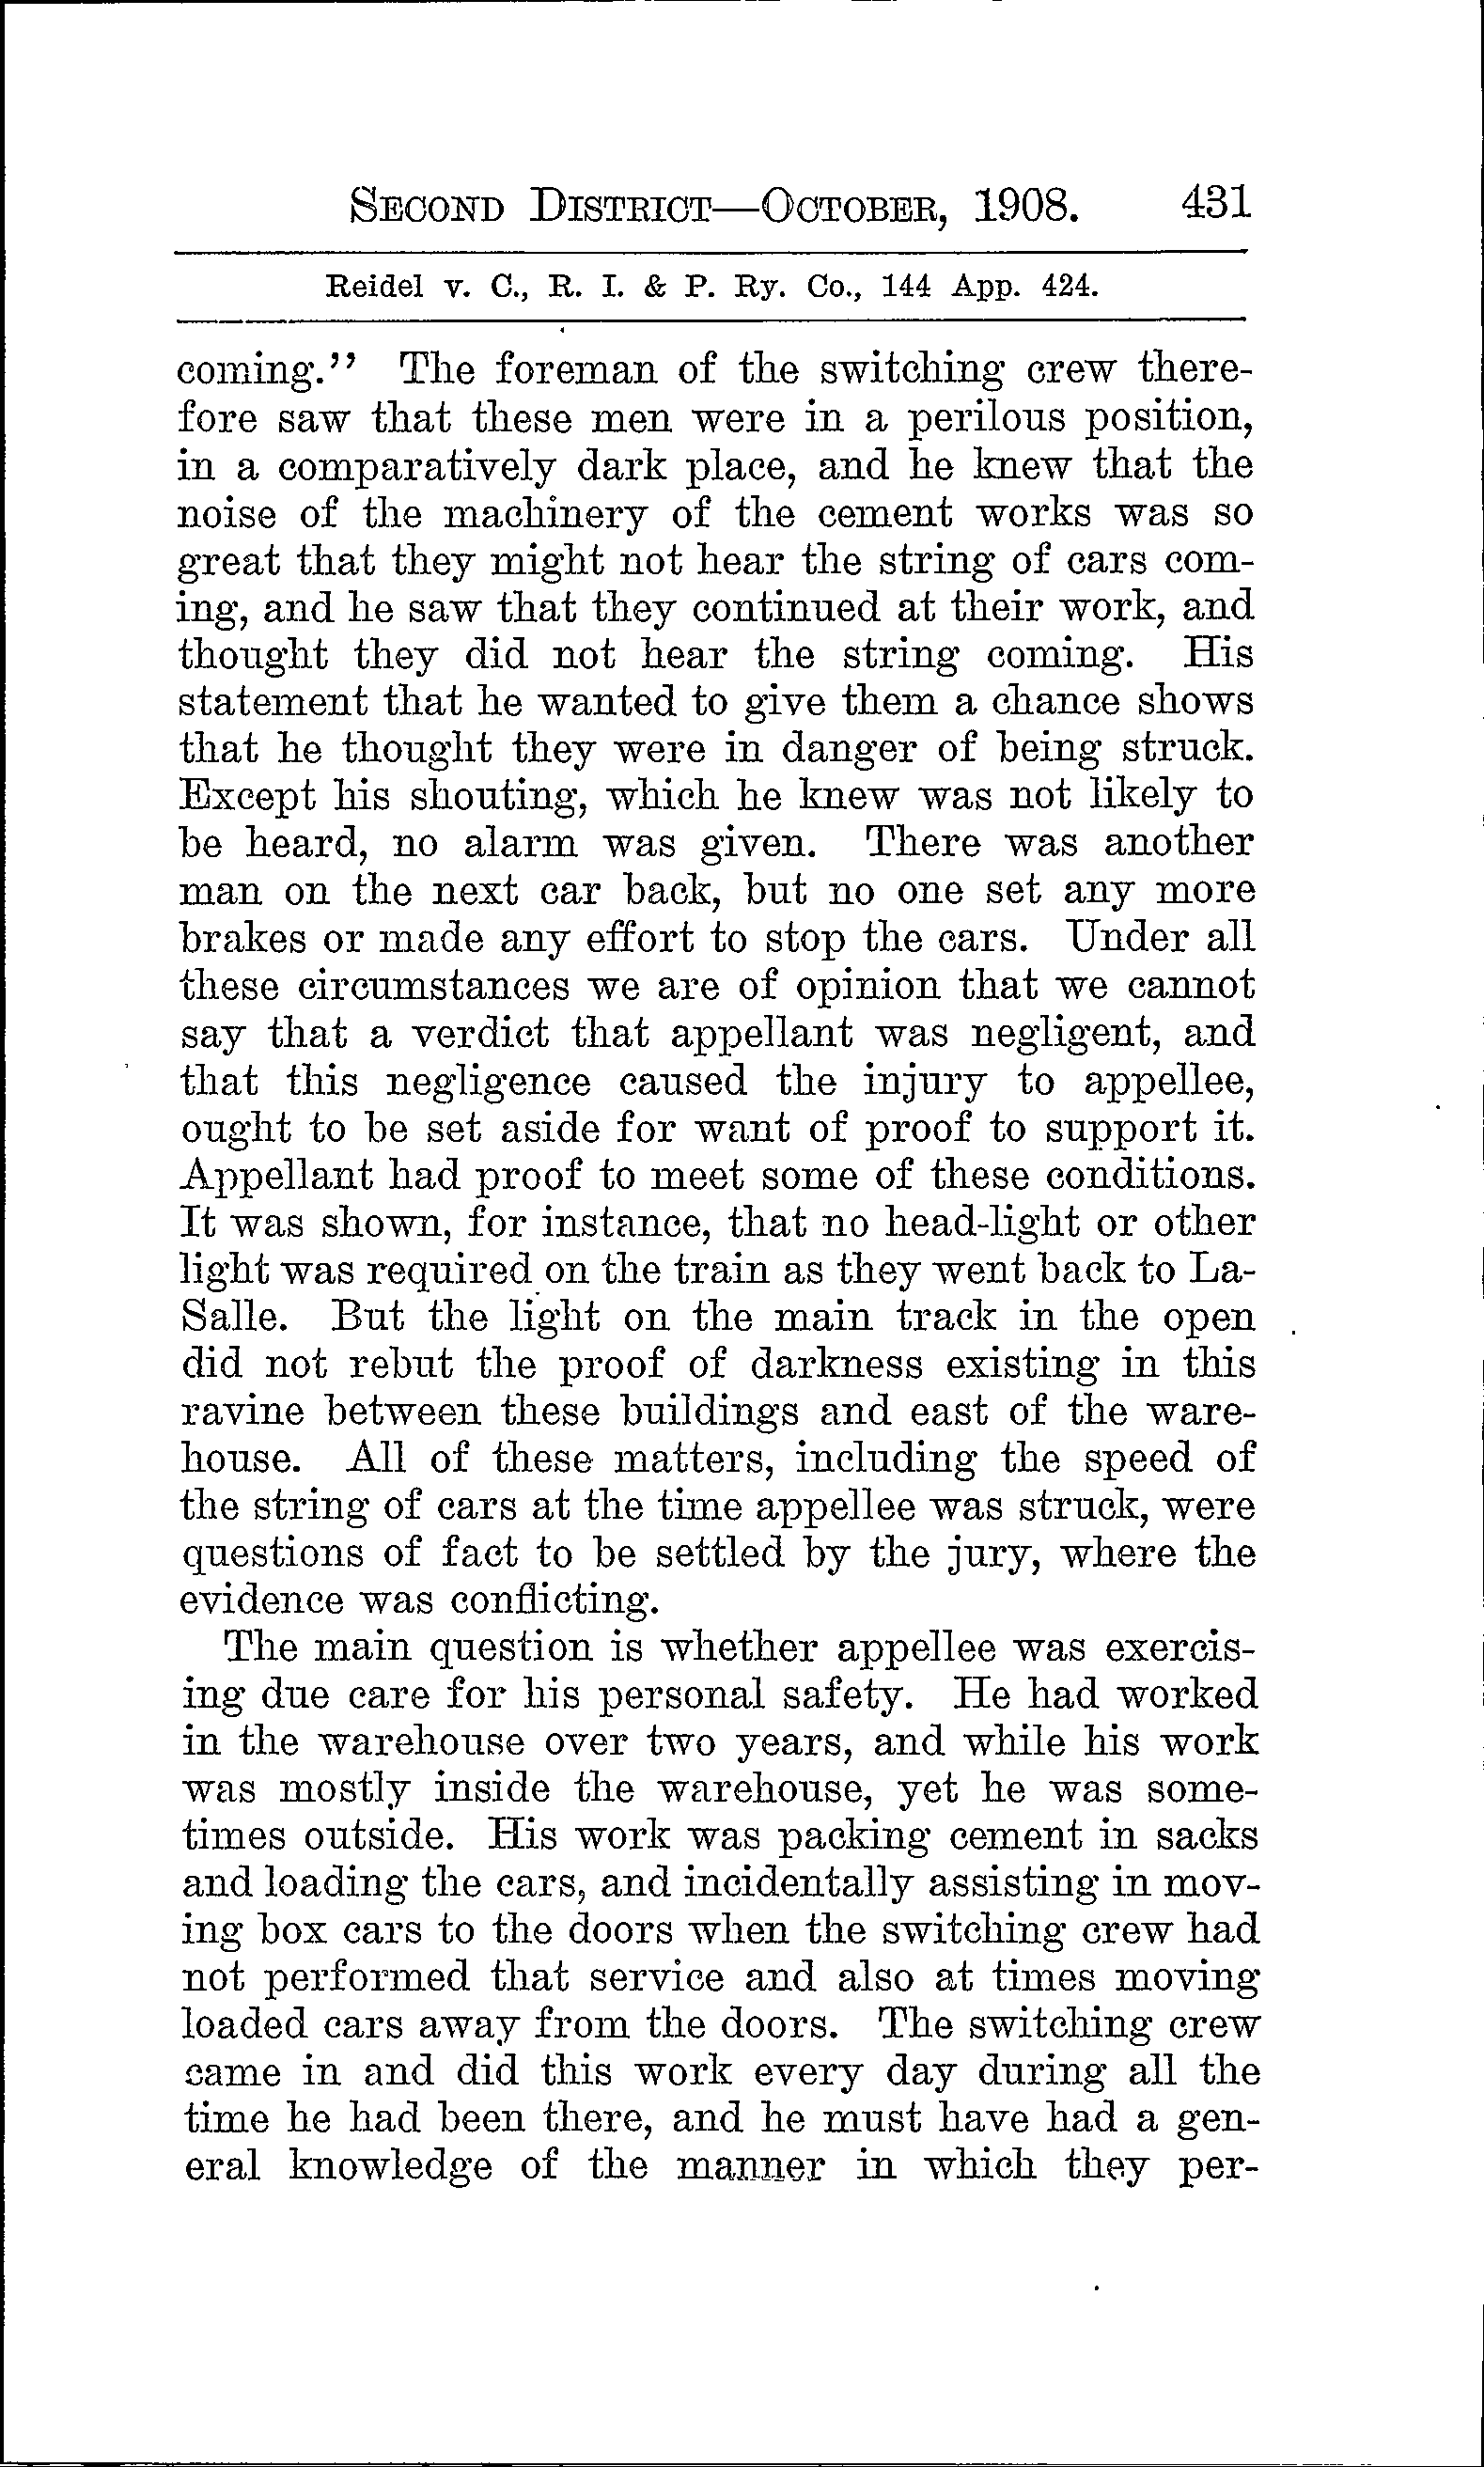 SECOND DISTRICT—OCTOBER, 1908. 431
Reidel v. C., R. I. & P. Ry. Co., 144 App. 424.
coming.” The foreman of the switching crew there-
fore saw that these men were in a perilous position,
in a comparatively dark place, and he knew that the
noise of the machinery of the cement works was so
great that they might not hear the string of cars com-
ing, and he saw that they continued at their work, and
thought they did not hear the string coming. His
statement that he wanted to give them a chance shows
that he thought they were in danger of being struck.
Except his shouting, which he knew was not likely to
be heard, no alarm was given. There was another
man on the next car back, but no one set any more
brakes or made any effort to stop the cars. Under all
these circumstances we are of opinion that we cannot
say that a verdict that appellant was negligent, and
that this negligence caused the injury to appellee,
ought to be set aside for want of proof to support it.
Appellant had proof to meet some of these conditions.
It was shown, for instance, that no head-light or other
light was required on the train as they went back to La-
Salle. But the light on the main track in the open
did not rebut the proof of darkness existing in this
ravine between these buildings and east of the ware-
house. All of these matters, including the speed of
the string of cars at the time appellee was struck, were
questions of fact to be settled by the jury, where the
evidence was conflicting.
The main question is whether appellee was exercis-
ing due care for his personal safety. He had worked
in the warehouse over two years, and while his work
was mostly inside the warehouse, yet he was some-
times outside. His work was packing cement in sacks
and loading the cars, and incidentally assisting in mov-
ing box cars to the doors when the switching crew had
not performed that service and also at times moving
loaded cars away from the doors. The switching crew
came in and did this work every day during all the
time he had been there, and he must have had a gen-
eral knowledge of the manner in which they per-